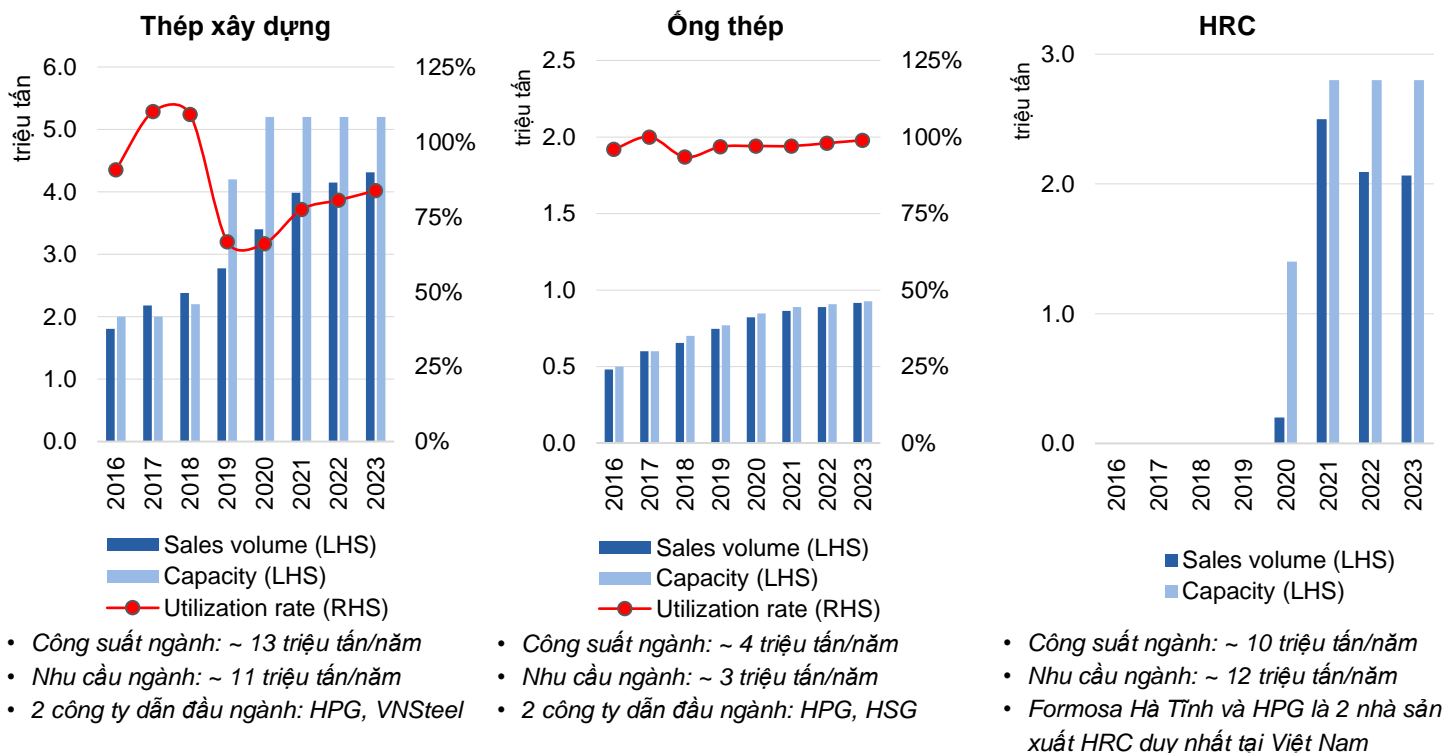 Thép xây dựng
triệu tấn
6.0
5.0
4.0
3.0
2.0
1.0
0.0
125%
100%
75%
50%
25%
0%
2016
2017
2018
2019
2020
2021
2022
2023
Sales volume (LHS)
Capacity (LHS)
Utilization rate (RHS)
• Công suất ngành: ~ 13 triệu tấn/năm
• Nhu cầu ngành: ~ 11 triệu tấn/năm
• 2 công ty dẫn đầu ngành: HPG, VNSteel
Ống thép
triệu tấn
2.5
2.0
1.5
1.0
0.5
0.0
125%
100%
75%
50%
25%
0%
2016
2017
2018
2019
2020
2021
2022
2023
Sales volume (LHS)
Capacity (LHS)
Utilization rate (RHS)
• Công suất ngành: ~ 4 triệu tấn/năm
• Nhu cầu ngành: ~ 3 triệu tấn/năm
• 2 công ty dẫn đầu ngành: HPG, HSG
HRC
triệu tấn
3.0
2.0
1.0
0.0
2016
2017
2018
2019
2020
2021
2022
2023
Sales volume (LHS)
Capacity (LHS)
• Công suất ngành: ~ 10 triệu tấn/năm
• Nhu cầu ngành: ~ 12 triệu tấn/năm
• Formosa Hà Tĩnh và HPG là 2 nhà sản
xuất HRC duy nhất tại Việt Nam